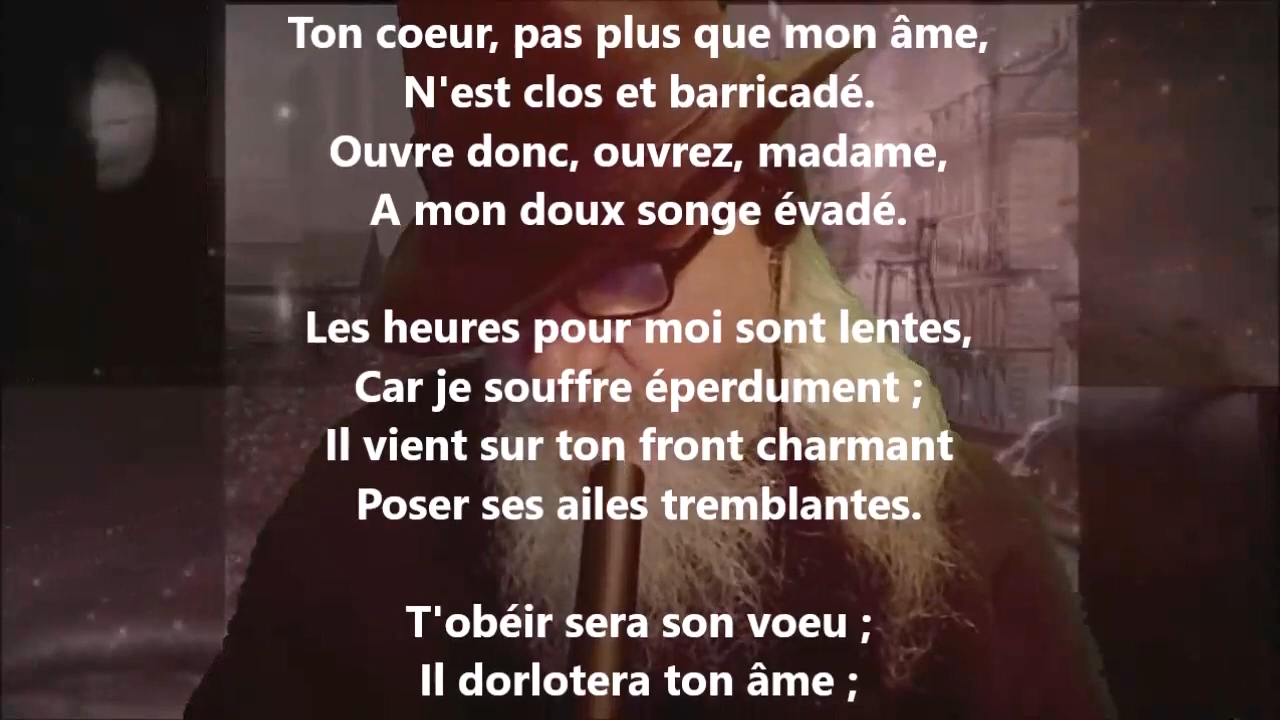 Ton coeur, pas plus que mon âme,
N'est clos et barricadé.
Ouvre donc, ouvrez, madame,
A mon doux songe évadé.
Les heures pour moi sont lentes,
Car je souffre éperdument ;
Il vient sur ton front charmant
Poser ses ailes tremblantes.
T'obéir sera son voeu ;
Il dorlotera ton âme ;